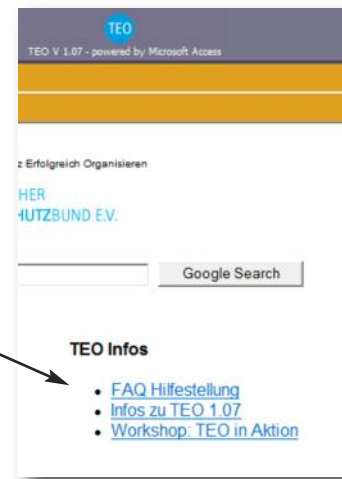 TEO
TEO V 1.07 - powered by Microsoft Access
z Erfolgreich Organisieren
HER
HUTZBUND E.V.
Google Search
TEO Infos
• FAQ Hilfestellung
• Infos zu TEO 1.07
• Workshop: TEO in Aktion